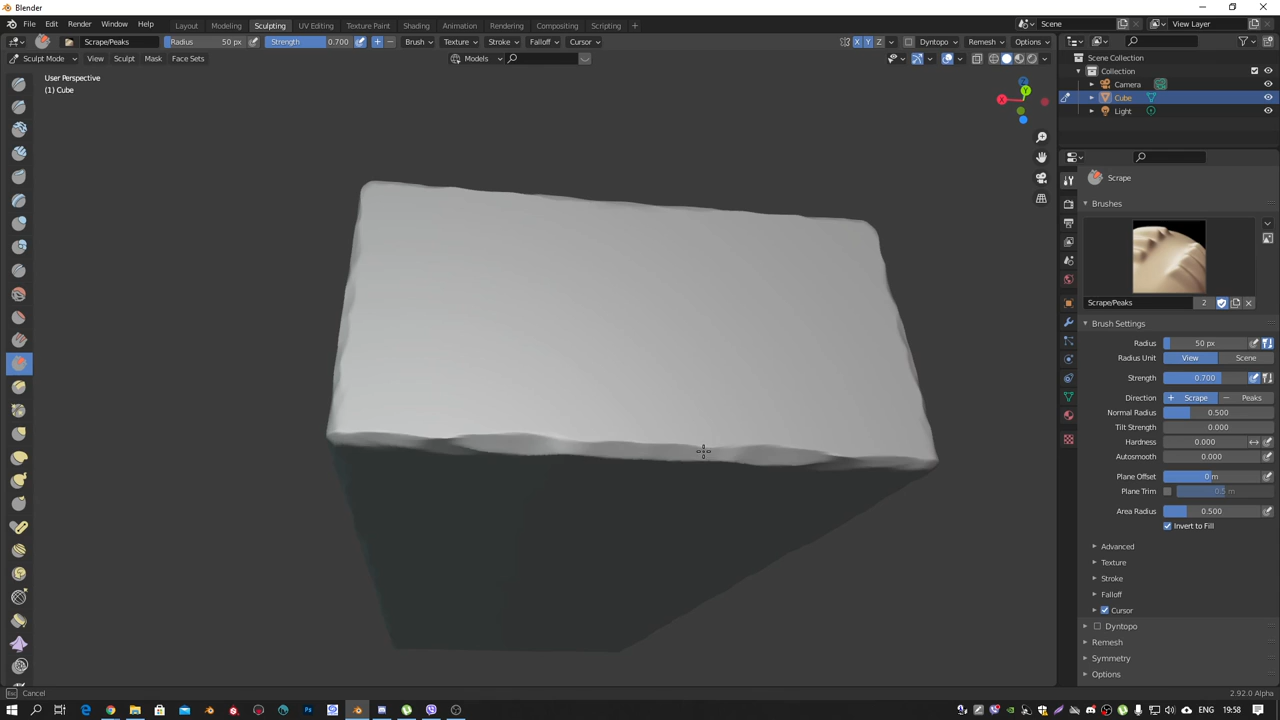 Blender
File Edit Render Window Help Layout Modeling Sculpting UV Editing Texture Paint Shading Animation Rendering Compositing Scripting + Scene View Layer
Scrape/Peaks Radius 50 px Strength 0.700 + − Brush Texture Stroke Falloff Cursor X Y Z Dyntopo Remesh Options
Sculpt Mode View Sculpt Mask Face Sets Models
User Perspective
(1) Cube
X
Y
Z
Scene Collection
Collection
Camera
Cube
Light
Scrape
Brushes
Scrape/Peaks 2
Brush Settings
Radius 50 px
Radius Unit View Scene
Strength 0.700
Direction + Scrape − Peaks
Normal Radius 0.500
Tilt Strength 0.000
Hardness 0.000
Autosmooth 0.000
Plane Offset 0 m
Plane Trim 0.5 m
Area Radius 0.500
Invert to Fill
Advanced
Texture
Stroke
Falloff
Cursor
Dyntopo
Remesh
Symmetry
Options
Esc Cancel 2.92.0 Alpha
ENG 19:58